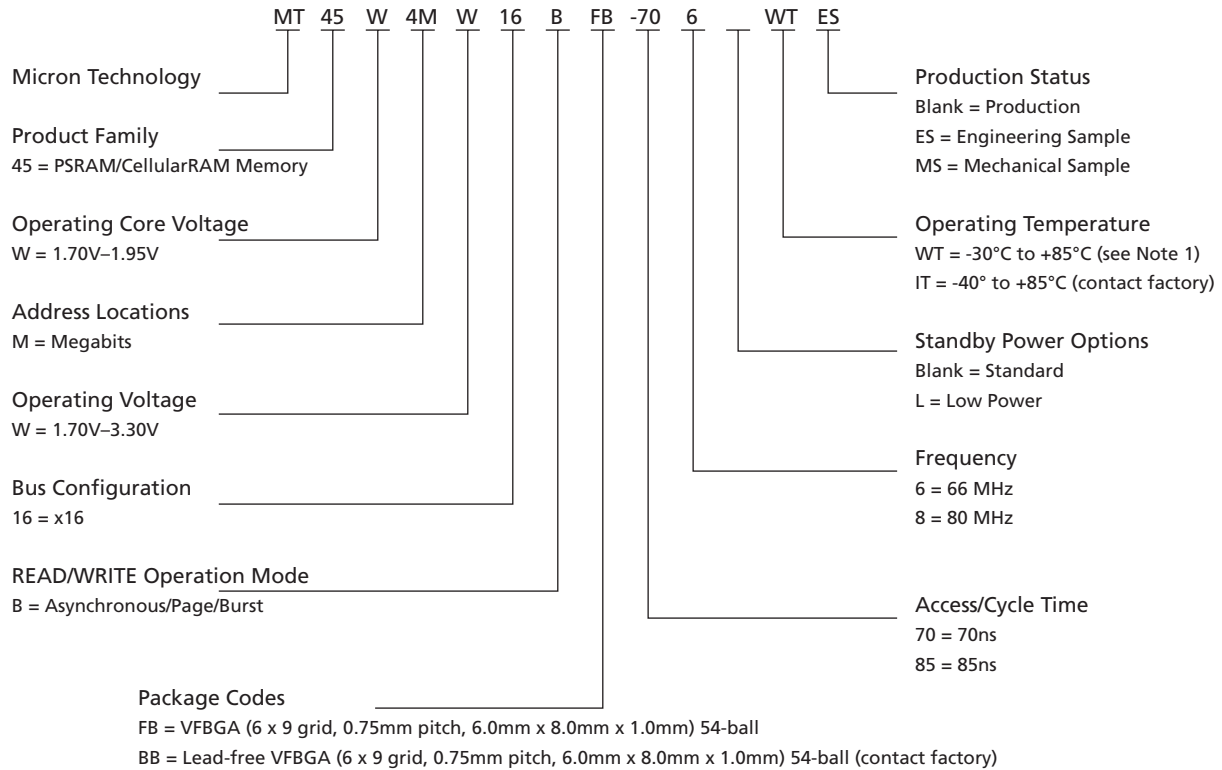 MT 45 W 4M W 16 B FB -70 6 WT ES
Micron Technology
Product Family
45 = PSRAM/CellularRAM Memory
Operating Core Voltage
W = 1.70V–1.95V
Address Locations
M = Megabits
Operating Voltage
W = 1.70V–3.30V
Bus Configuration
16 = x16
READ/WRITE Operation Mode
B = Asynchronous/Page/Burst
Package Codes
FB = VFBGA (6 x 9 grid, 0.75mm pitch, 6.0mm x 8.0mm x 1.0mm) 54-ball
BB = Lead-free VFBGA (6 x 9 grid, 0.75mm pitch, 6.0mm x 8.0mm x 1.0mm) 54-ball (contact factory)
Production Status
Blank = Production
ES = Engineering Sample
MS = Mechanical Sample
Operating Temperature
WT = -30°C to +85°C (see Note 1)
IT = -40° to +85°C (contact factory)
Standby Power Options
Blank = Standard
L = Low Power
Frequency
6 = 66 MHz
8 = 80 MHz
Access/Cycle Time
70 = 70ns
85 = 85ns